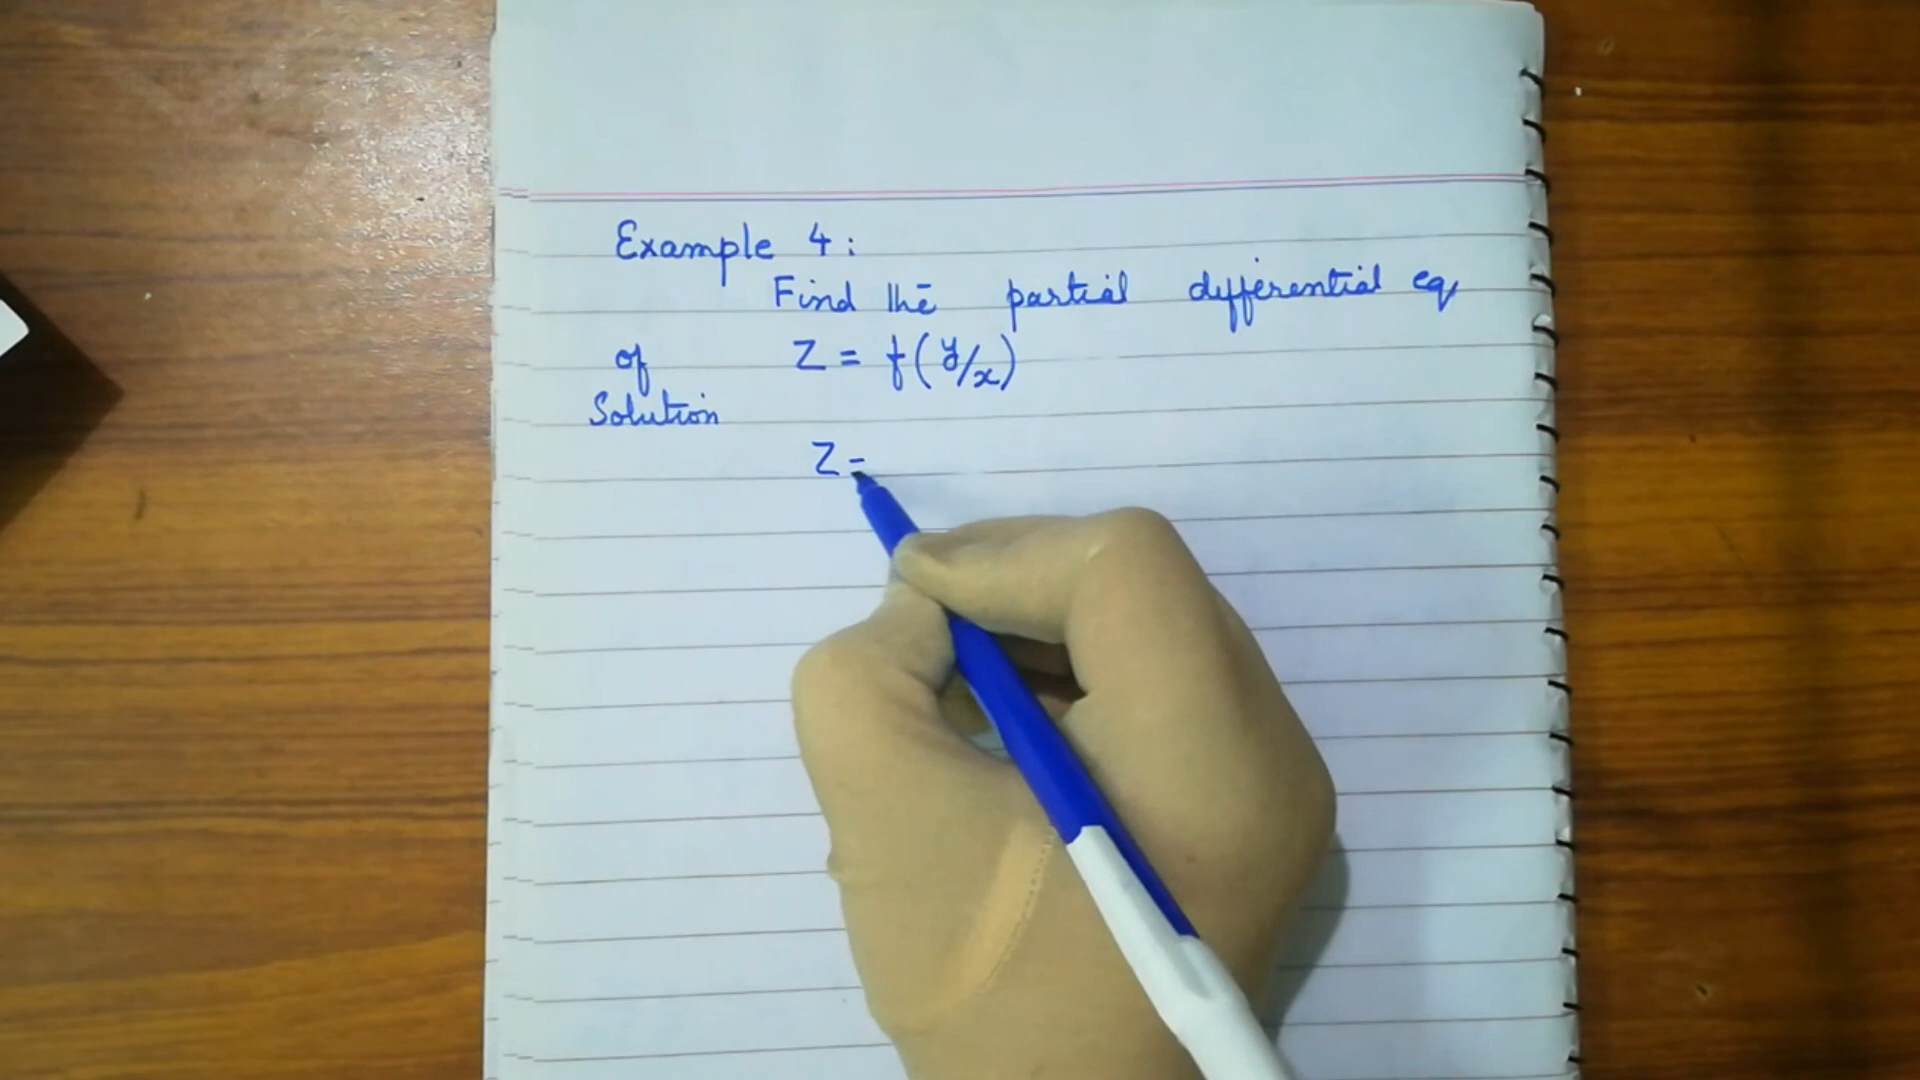 Example 4:
Find the partial differential eq
of Z = f(y/x)
Solution
Z =